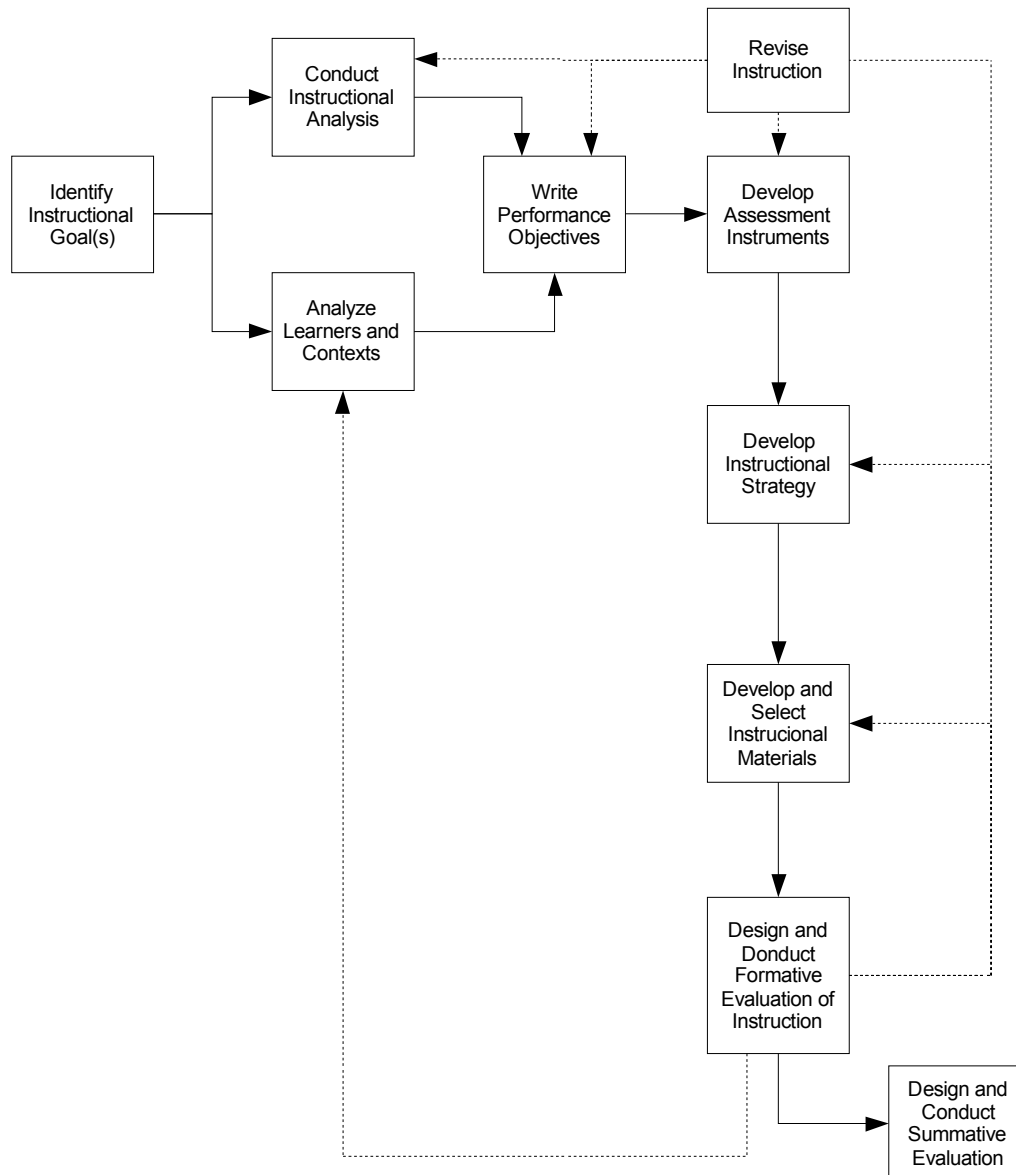 Conduct
Instructional
Analysis
Revise
Instruction
Identify
Instructional
Goal(s)
Write
Performance
Objectives
Develop
Assessment
Instruments
Analyze
Learners and
Contexts
Develop
Instructional
Strategy
Develop and
Select
Instrucional
Materials
Design and
Donduct
Formative
Evaluation of
Instruction
Design and
Conduct
Summative
Evaluation